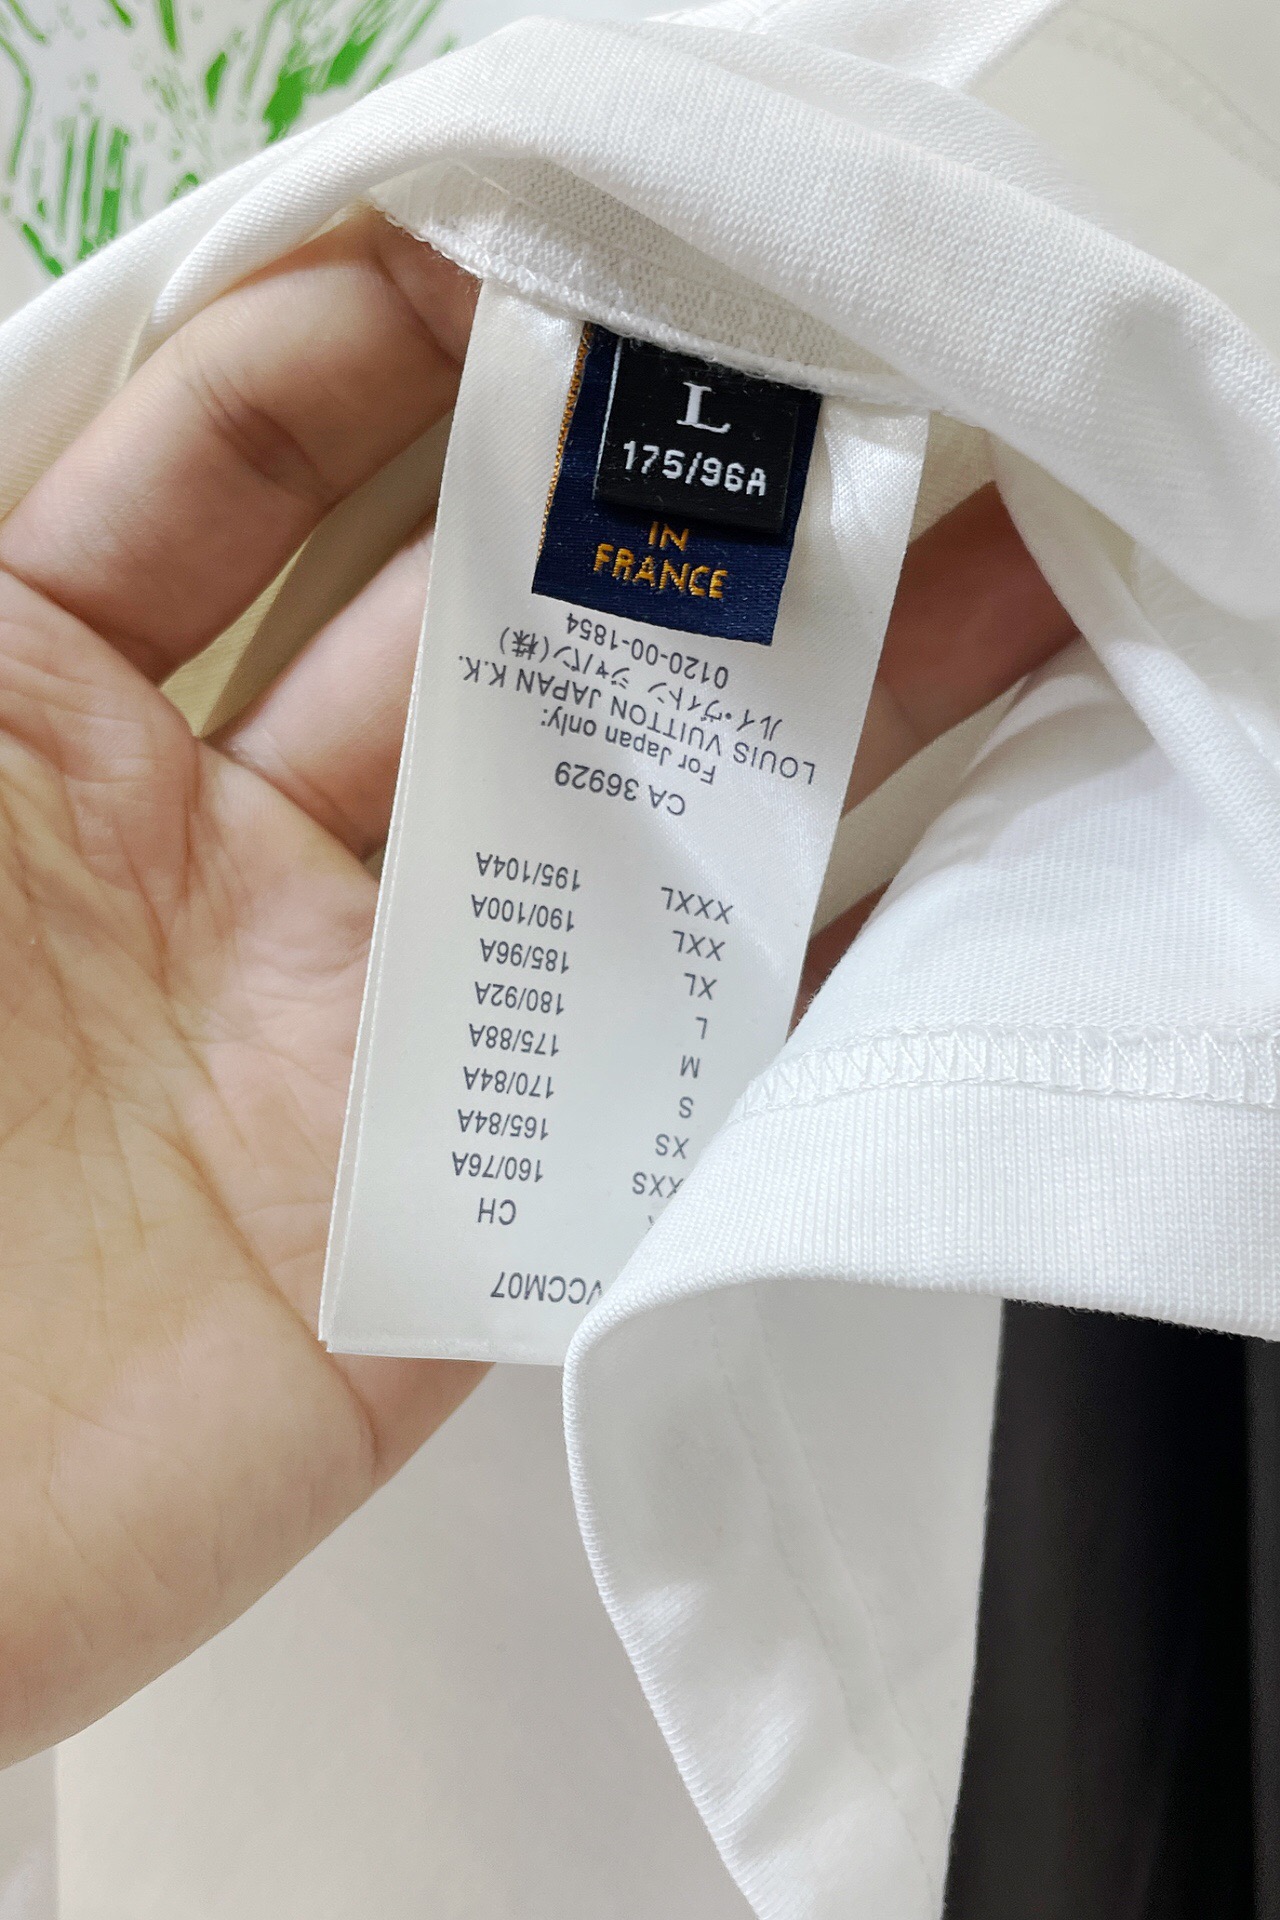 L
175/96A
IN
FRANCE
VCCM07
CH
XXS 160/76A
XS 165/84A
S 170/84A
M 175/88A
L 180/92A
XL 185/96A
XXL 190/100A
XXXL 195/104A
CA 36929
For Japan only:
LOUIS VUITTON JAPAN K.K.
ルイ・ヴィトン ジャパン(株)
0120-00-1854